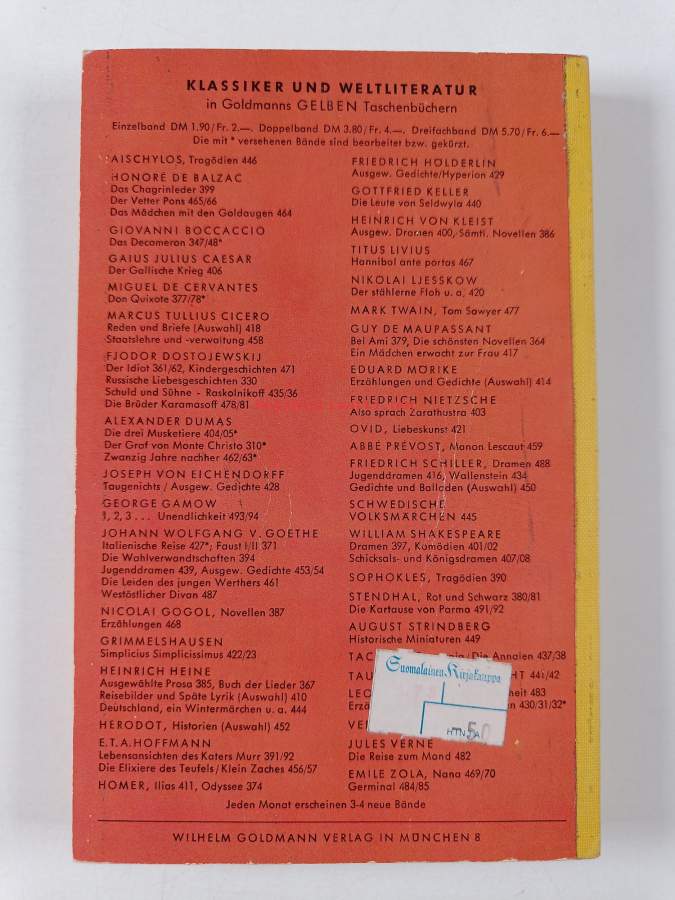 KLASSIKER UND WELTLITERATUR
in Goldmanns GELBEN Taschenbüchern
Einzelband DM 1.90/Fr. 2.—. Doppelband DM 3.80/Fr. 4.—. Dreifachband DM 5.70/Fr. 6.—
Die mit * versehenen Bände sind bearbeitet bzw. gekürzt.
AISCHYLOS, Tragödien 446
HONORÉ DE BALZAC
Das Chagrinleder 399
Der Vetter Pons 465/66
Das Mädchen mit den Goldaugen 464
GIOVANNI BOCCACCIO
Das Decameron 347/48*
GAIUS JULIUS CAESAR
Der Gallische Krieg 406
MIGUEL DE CERVANTES
Don Quixote 377/78*
MARCUS TULLIUS CICERO
Reden und Briefe (Auswahl) 418
Staatslehre und -verwaltung 458
FJODOR DOSTOJEWSKIJ
Der Idiot 361/62, Kindergeschichten 471
Russische Liebesgeschichten 330
Schuld und Sühne - Raskolnikoff 435/36
Die Brüder Karamasoff 478/81
ALEXANDER DUMAS
Die drei Musketiere 404/05*
Der Graf von Monte Christo 310*
Zwanzig Jahre nachher 462/63*
JOSEPH VON EICHENDORFF
Taugenichts / Ausgew. Gedichte 428
GEORGE GAMOW
1, 2, 3 ... Unendlichkeit 493/94
JOHANN WOLFGANG V. GOETHE
Italienische Reise 427*; Faust I/II 371
Die Wahlverwandtschaften 394
Jugenddramen 439, Ausgew. Gedichte 453/54
Die Leiden des jungen Werthers 461
Westöstlicher Divan 487
NICOLAI GOGOL, Novellen 387
Erzählungen 468
GRIMMELSHAUSEN
Simplicius Simplicissimus 422/23
HEINRICH HEINE
Ausgewählte Prosa 385, Buch der Lieder 367
Reisebilder und Späte Lyrik (Auswahl) 410
Deutschland, ein Wintermärchen u. a. 444
HERODOT, Historien (Auswahl) 452
E.T.A. HOFFMANN
Lebensansichten des Katers Murr 391/92
Die Elixiere des Teufels / Klein Zaches 456/57
HOMER, Ilias 411, Odyssee 374
FRIEDRICH HÖLDERLIN
Ausgew. Gedichte/Hyperion 429
GOTTFRIED KELLER
Die Leute von Seldwyla 440
HEINRICH VON KLEIST
Ausgew. Dramen 400, Sämtl. Novellen 386
TITUS LIVIUS
Hannibal ante portas 467
NIKOLAI LJESSKOW
Der stählerne Floh u. a. 420
MARK TWAIN, Tom Sawyer 477
GUY DE MAUPASSANT
Bel Ami 379, Die schönsten Novellen 364
Ein Mädchen erwacht zur Frau 417
EDUARD MÖRIKE
Erzählungen und Gedichte (Auswahl) 414
FRIEDRICH NIETZSCHE
Also sprach Zarathustra 403
OVID, Liebeskunst 421
ABBÉ PRÉVOST, Manon Lescaut 459
FRIEDRICH SCHILLER, Dramen 488
Jugenddramen 416, Wallenstein 434
Gedichte und Balladen (Auswahl) 450
SCHWEDISCHE
VOLKSMÄRCHEN 445
WILLIAM SHAKESPEARE
Dramen 397, Komödien 401/02
Schicksals- und Königsdramen 407/08
SOPHOKLES, Tragödien 390
STENDHAL, Rot und Schwarz 380/81
Die Kartause von Parma 491/92
AUGUST STRINDBERG
Historische Miniaturen 449
Die Annalen 437/38
441/42
483
430/31/32*
Suomalainen Kirjakauppa
50
JULES VERNE
Die Reise zum Mond 482
EMILE ZOLA, Nana 469/70
Germinal 484/85
Jeden Monat erscheinen 3-4 neue Bände
WILHELM GOLDMANN VERLAG IN MÜNCHEN 8